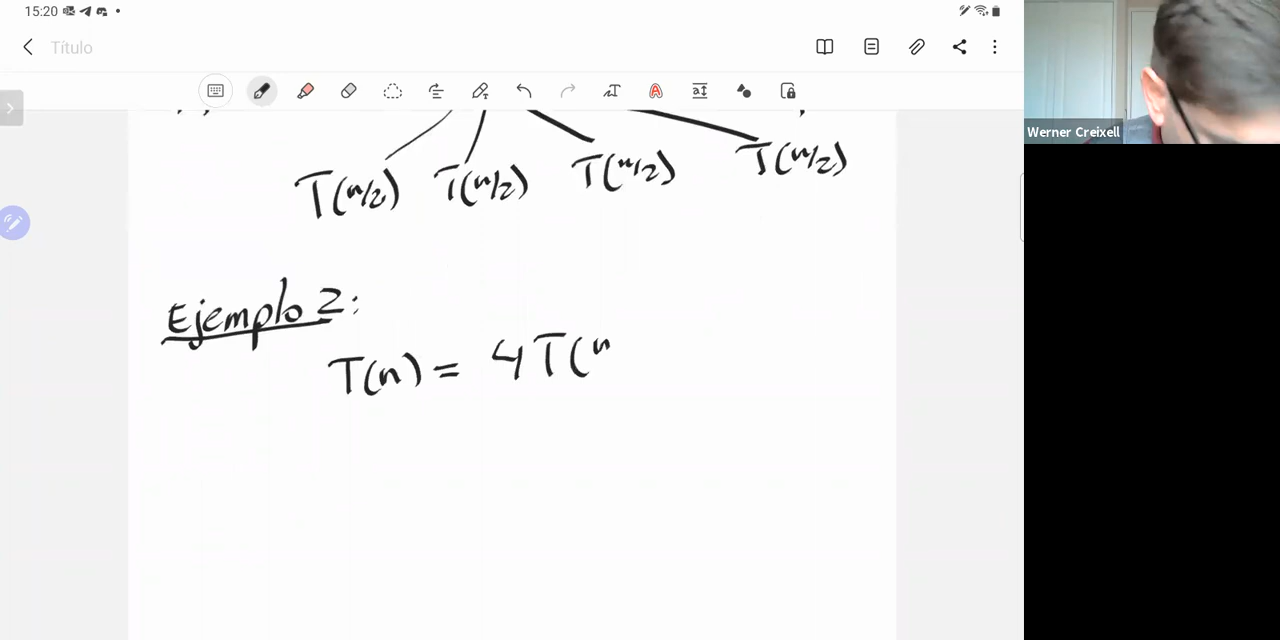 15:20
Título
T(n/2) T(n/2) T(n/2) T(n/2)
Ejemplo 2:
T(n) = 4T(n
Werner Creixell